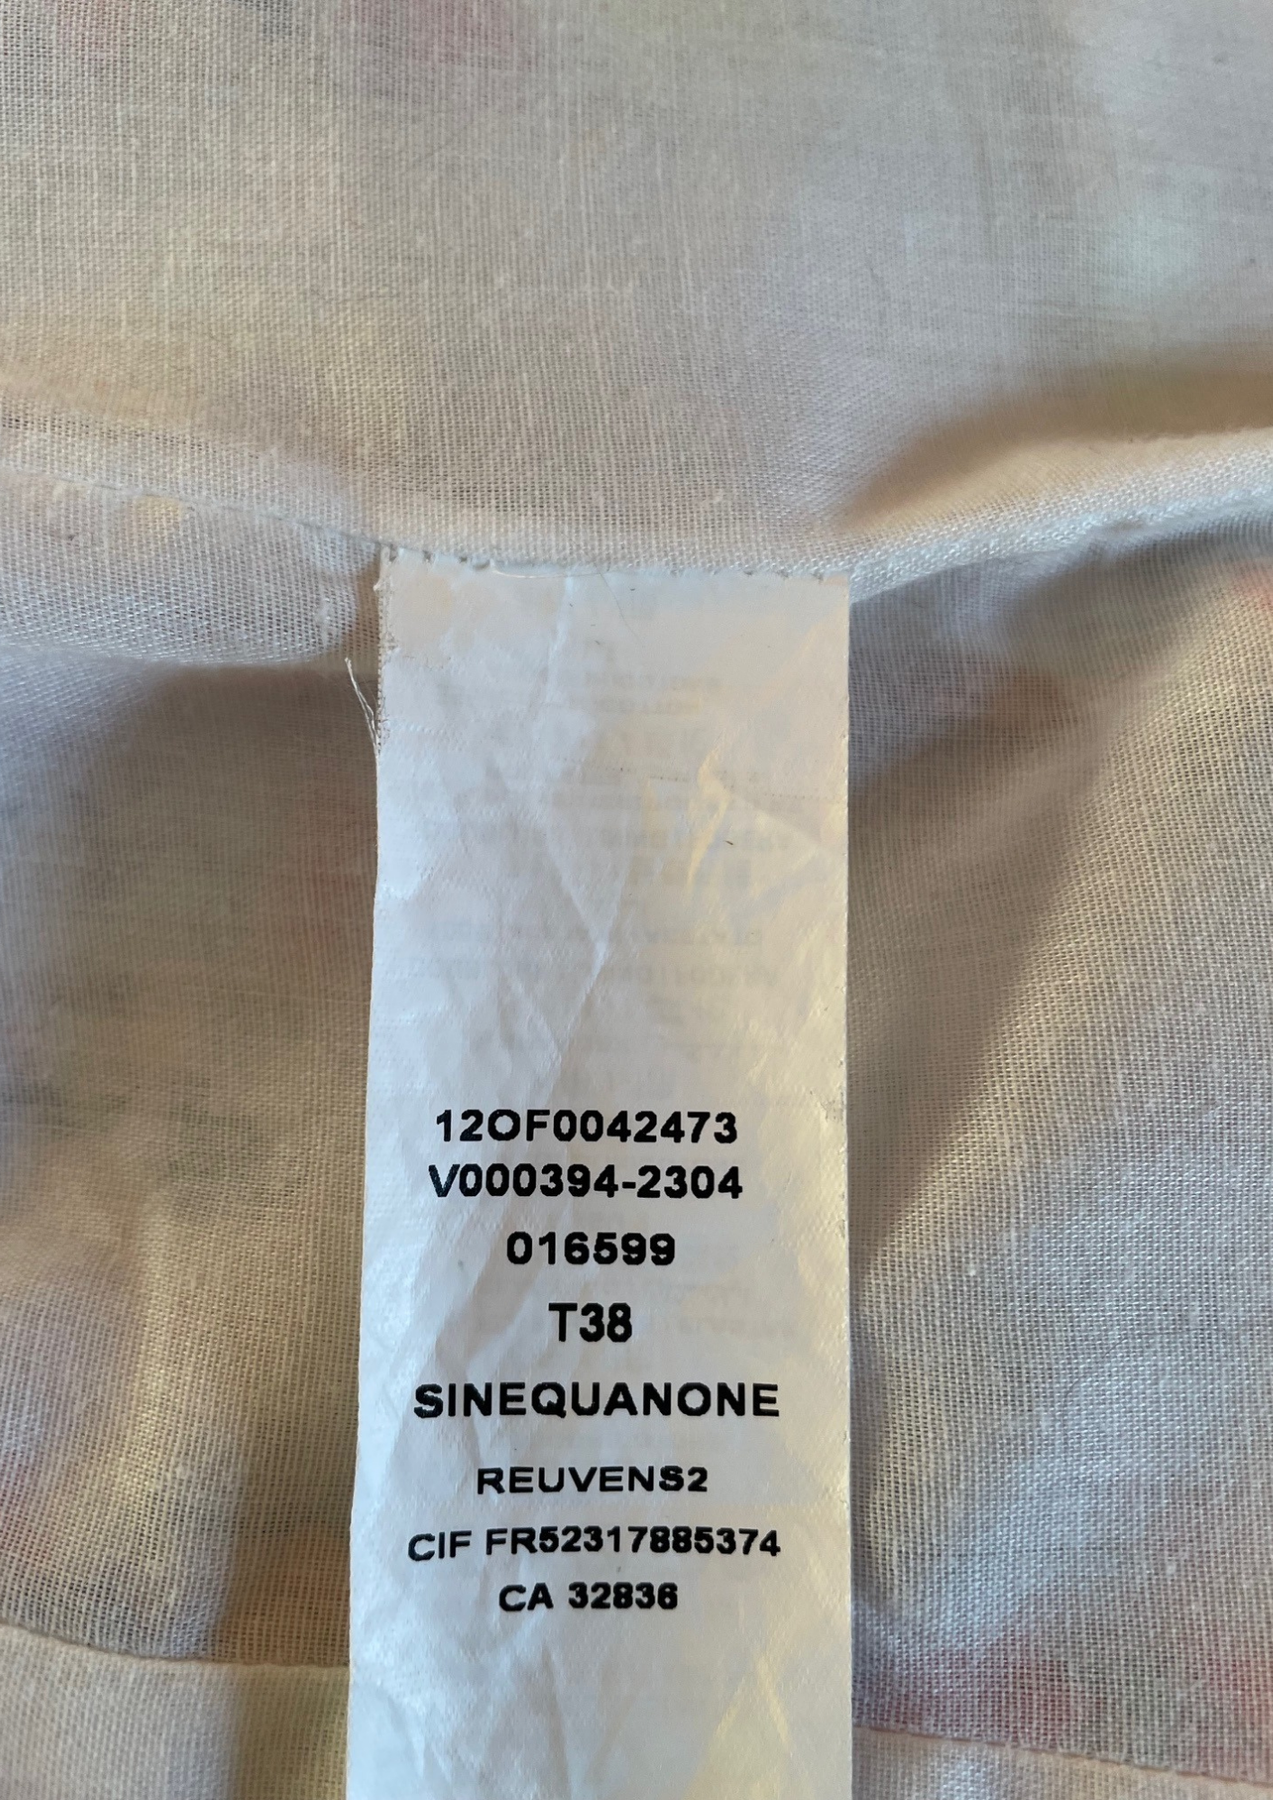 12OF0042473
V000394-2304
016599
T38
SINEQUANONE
REUVENS2
CIF FR52317885374
CA 32836